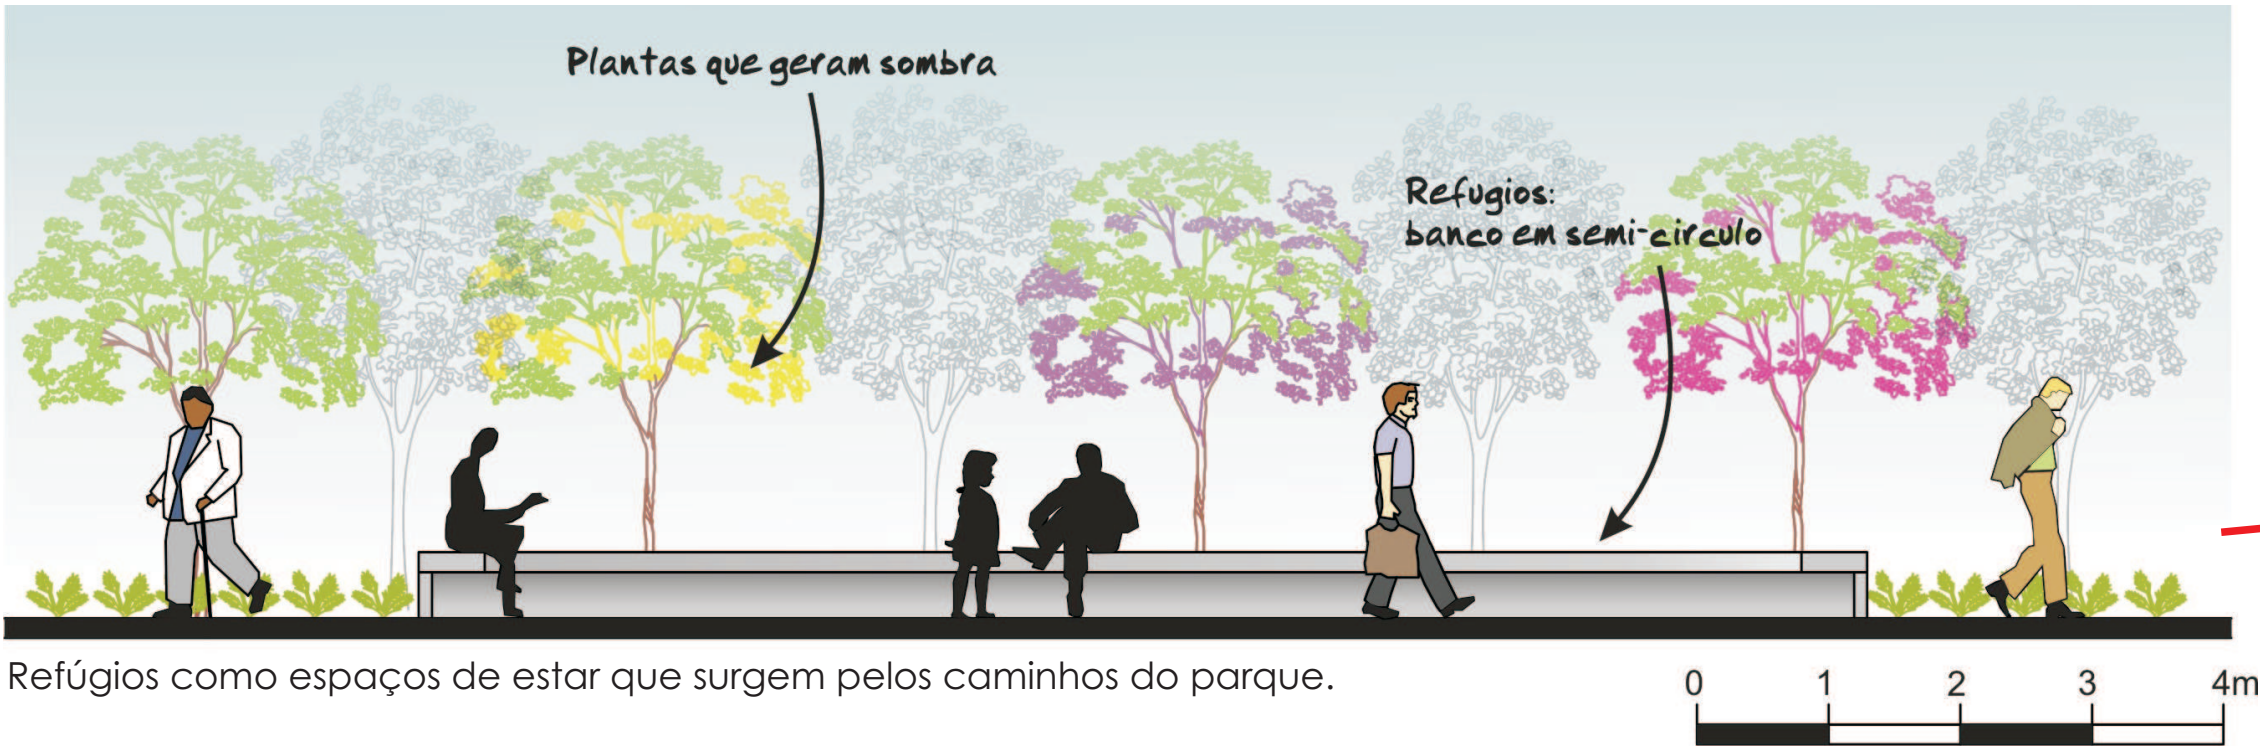 Plantas que geram sombra
Refugios:
banco em semi-circulo
Refúgios como espaços de estar que surgem pelos caminhos do parque.
0 1 2 3 4m